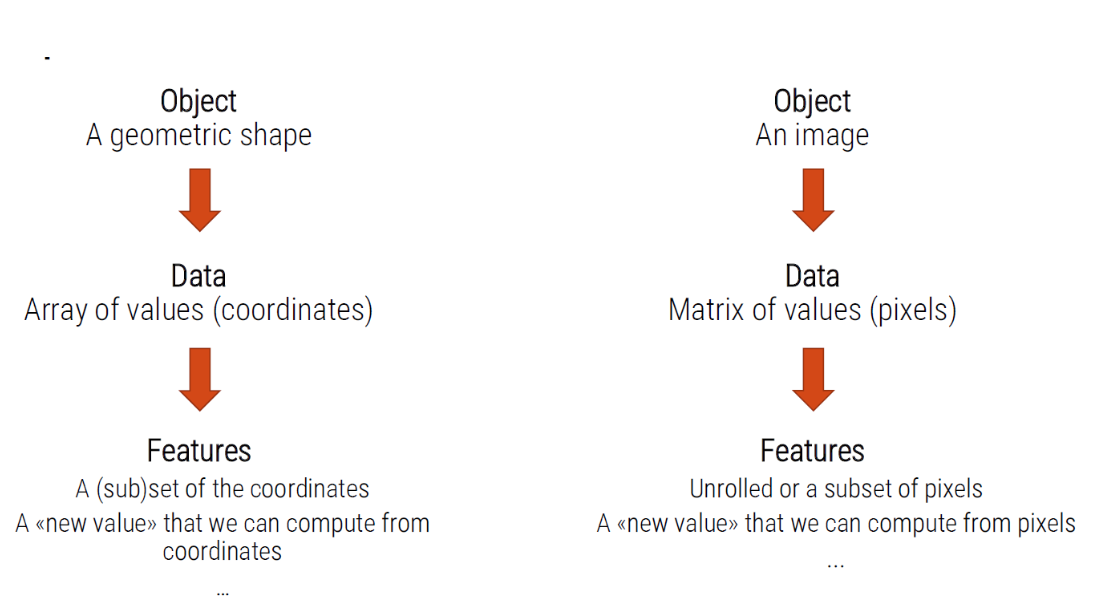 -
Object
A geometric shape
Data
Array of values (coordinates)
Features
A (sub)set of the coordinates
A «new value» that we can compute from
coordinates
...
Object
An image
Data
Matrix of values (pixels)
Features
Unrolled or a subset of pixels
A «new value» that we can compute from pixels
...